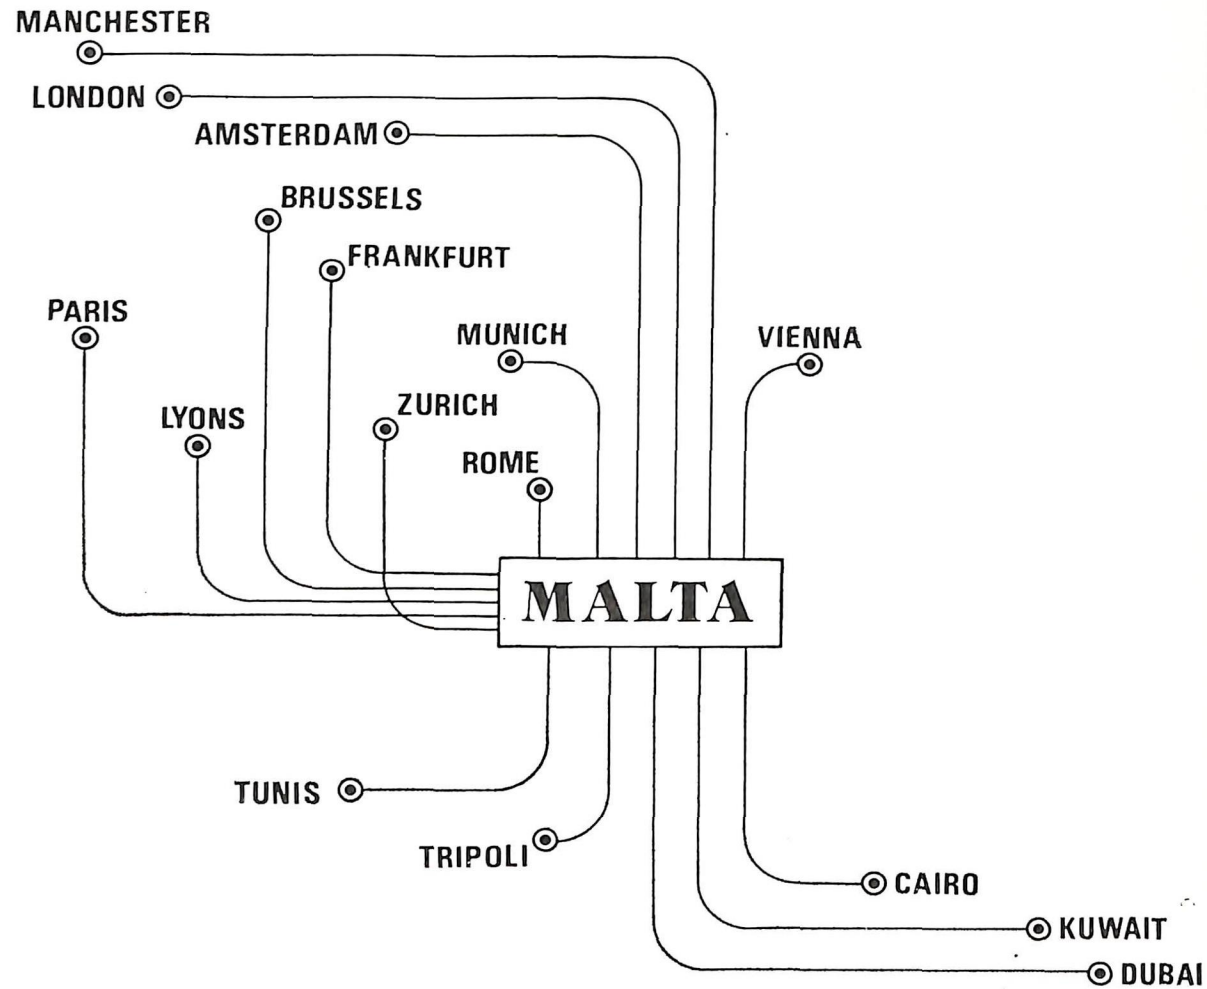 MANCHESTER
LONDON
AMSTERDAM
BRUSSELS
FRANKFURT
PARIS
MUNICH
VIENNA
ZURICH
LYONS
ROME
MALTA
TUNIS
TRIPOLI
CAIRO
KUWAIT
DUBAI